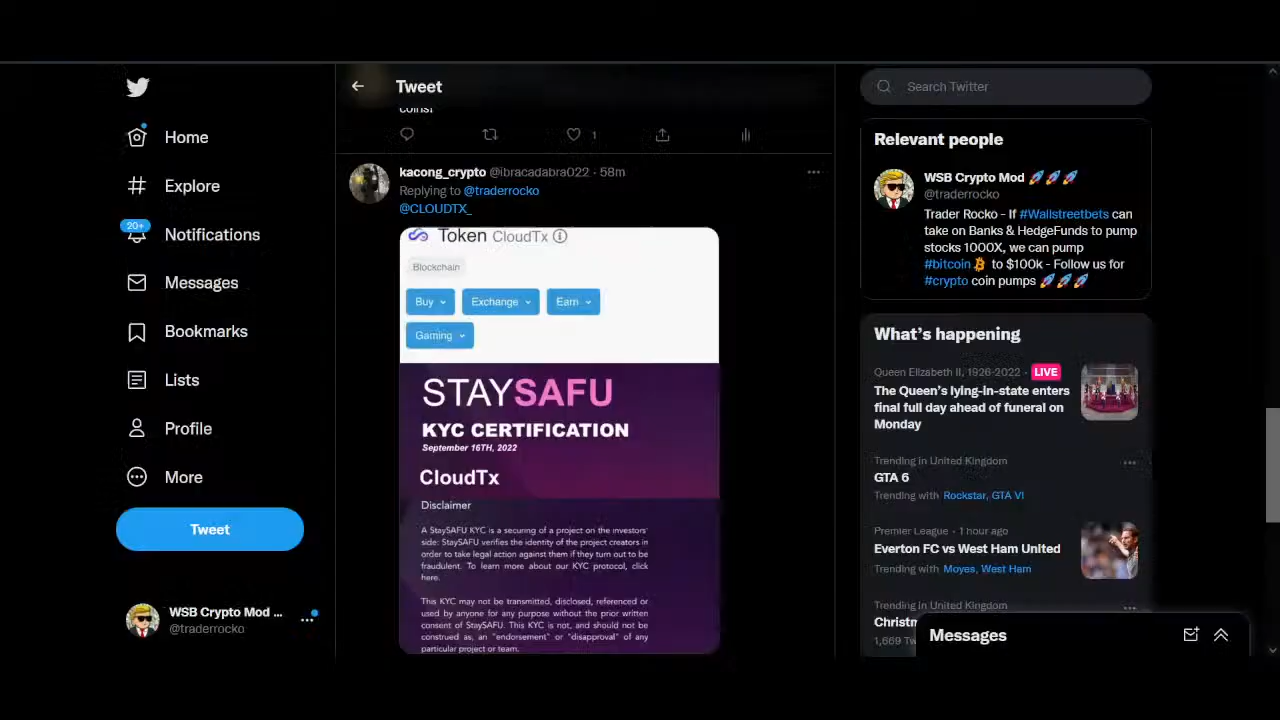 Home
Explore
20+
Notifications
Messages
Bookmarks
Lists
Profile
More
Tweet
WSB Crypto Mod ...
@traderrocko
Tweet
coins!
1
kacong_crypto @ibracadabra022 · 58m
Replying to @traderrocko
@CLOUDTX_
Token CloudTx
Blockchain
Buy
Exchange
Earn
Gaming
STAYSAFU
KYC CERTIFICATION
September 16TH, 2022
CloudTx
Disclaimer
A StaySAFU KYC is a securing of a project on the investors'
side: StaySAFU verifies the identity of the project creators in
order to take legal action against them if they turn out to be
fraudulent. To learn more about our KYC protocol, click
here.
This KYC may not be transmitted, disclosed, referenced or
used by anyone for any purpose without the prior written
consent of StaySAFU. This KYC is not, and should not be
construed as, an "endorsement" or "disapproval" of any
particular project or team.
Search Twitter
Relevant people
WSB Crypto Mod 🚀🚀🚀
@traderrocko
Trader Rocko - If #Wallstreetbets can
take on Banks & HedgeFunds to pump
stocks 1000X, we can pump
#bitcoin to $100k - Follow us for
#crypto coin pumps 🚀🚀🚀
What's happening
Queen Elizabeth II, 1926-2022 · LIVE
The Queen's lying-in-state enters
final full day ahead of funeral on
Monday
Trending in United Kingdom
GTA 6
Trending with Rockstar, GTA VI
Premier League · 1 hour ago
Everton FC vs West Ham United
Trending with Moyes, West Ham
Trending in United Kingdom
Christ
1,669 Tw
Messages